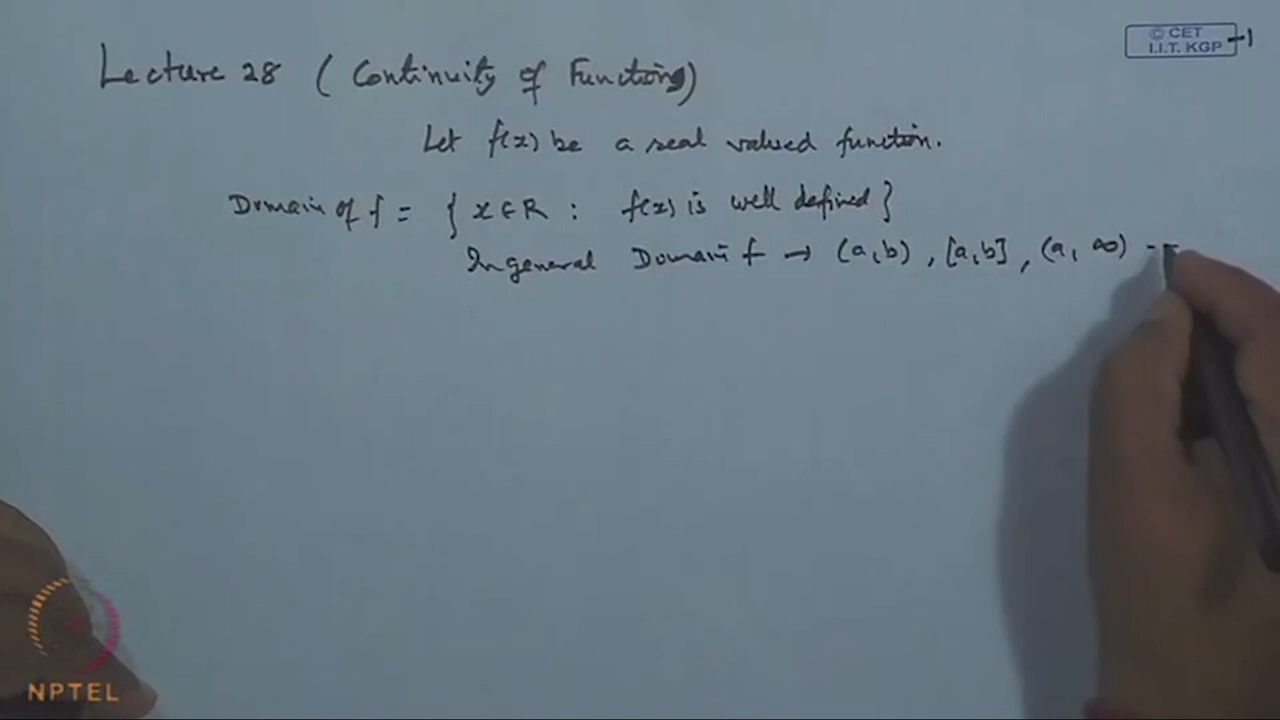 © CET
I.I.T. KGP -1
Lecture 28 ( Continuity of Functions)
Let f(x) be a real valued function.
Domain of f = { x ∈ R : f(x) is well defined }
In general Domain f → (a,b) , [a,b] , (a, ∞) --
NPTEL